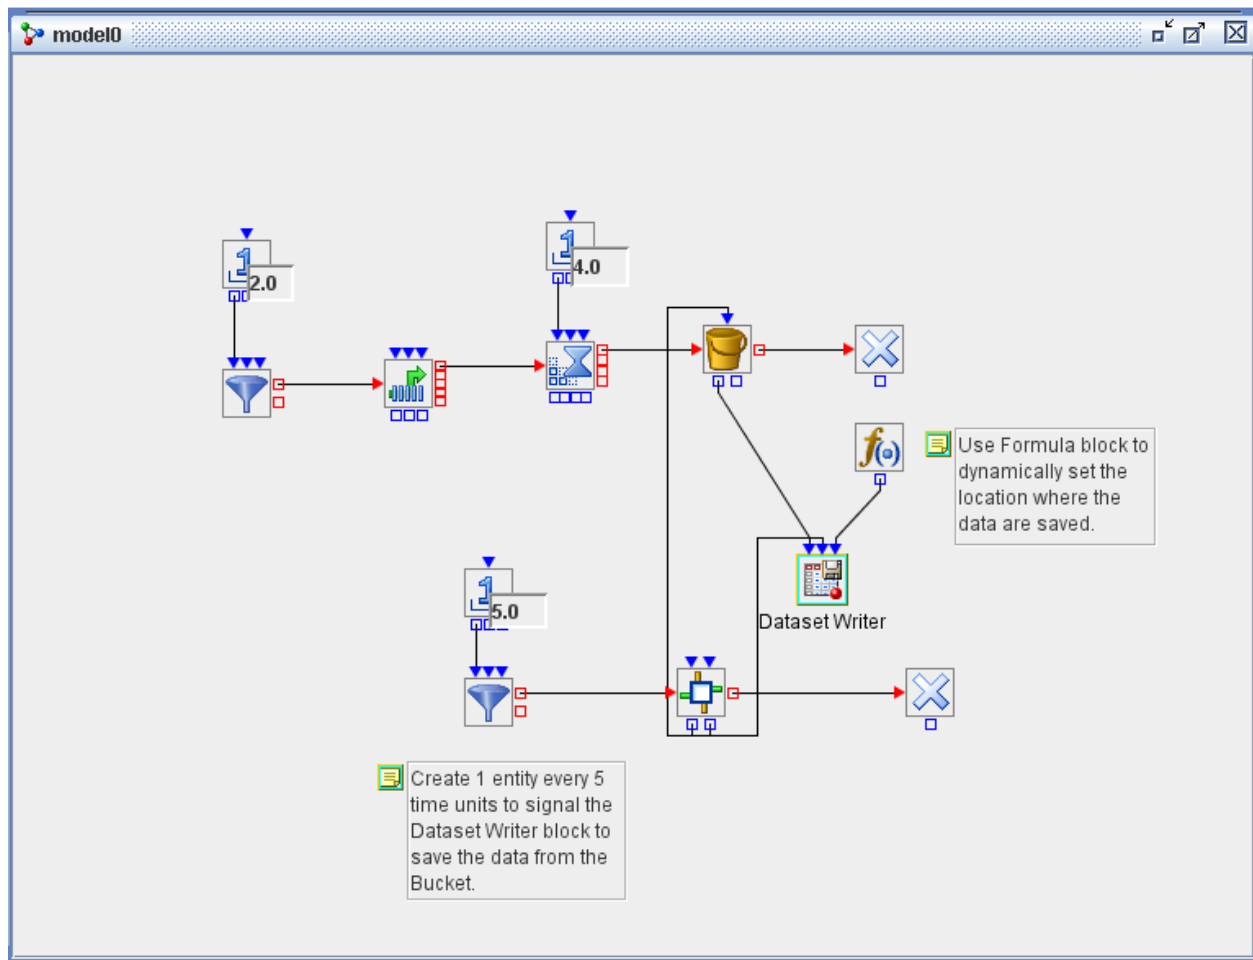 model0
2.0
4.0
Use Formula block to
dynamically set the
location where the
data are saved.
5.0
Dataset Writer
Create 1 entity every 5
time units to signal the
Dataset Writer block to
save the data from the
Bucket.